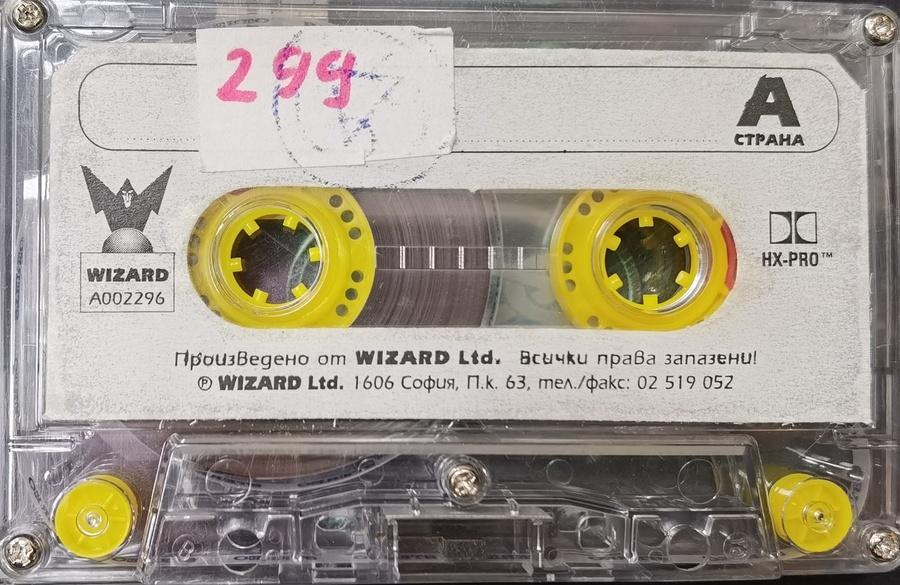 299
A
СТРАНА
WIZARD
A002296
HX-PRO™
Произведено от WIZARD Ltd. Всички права запазени!
℗ WIZARD Ltd. 1606 София, П.к. 63, тел./факс: 02 519 052